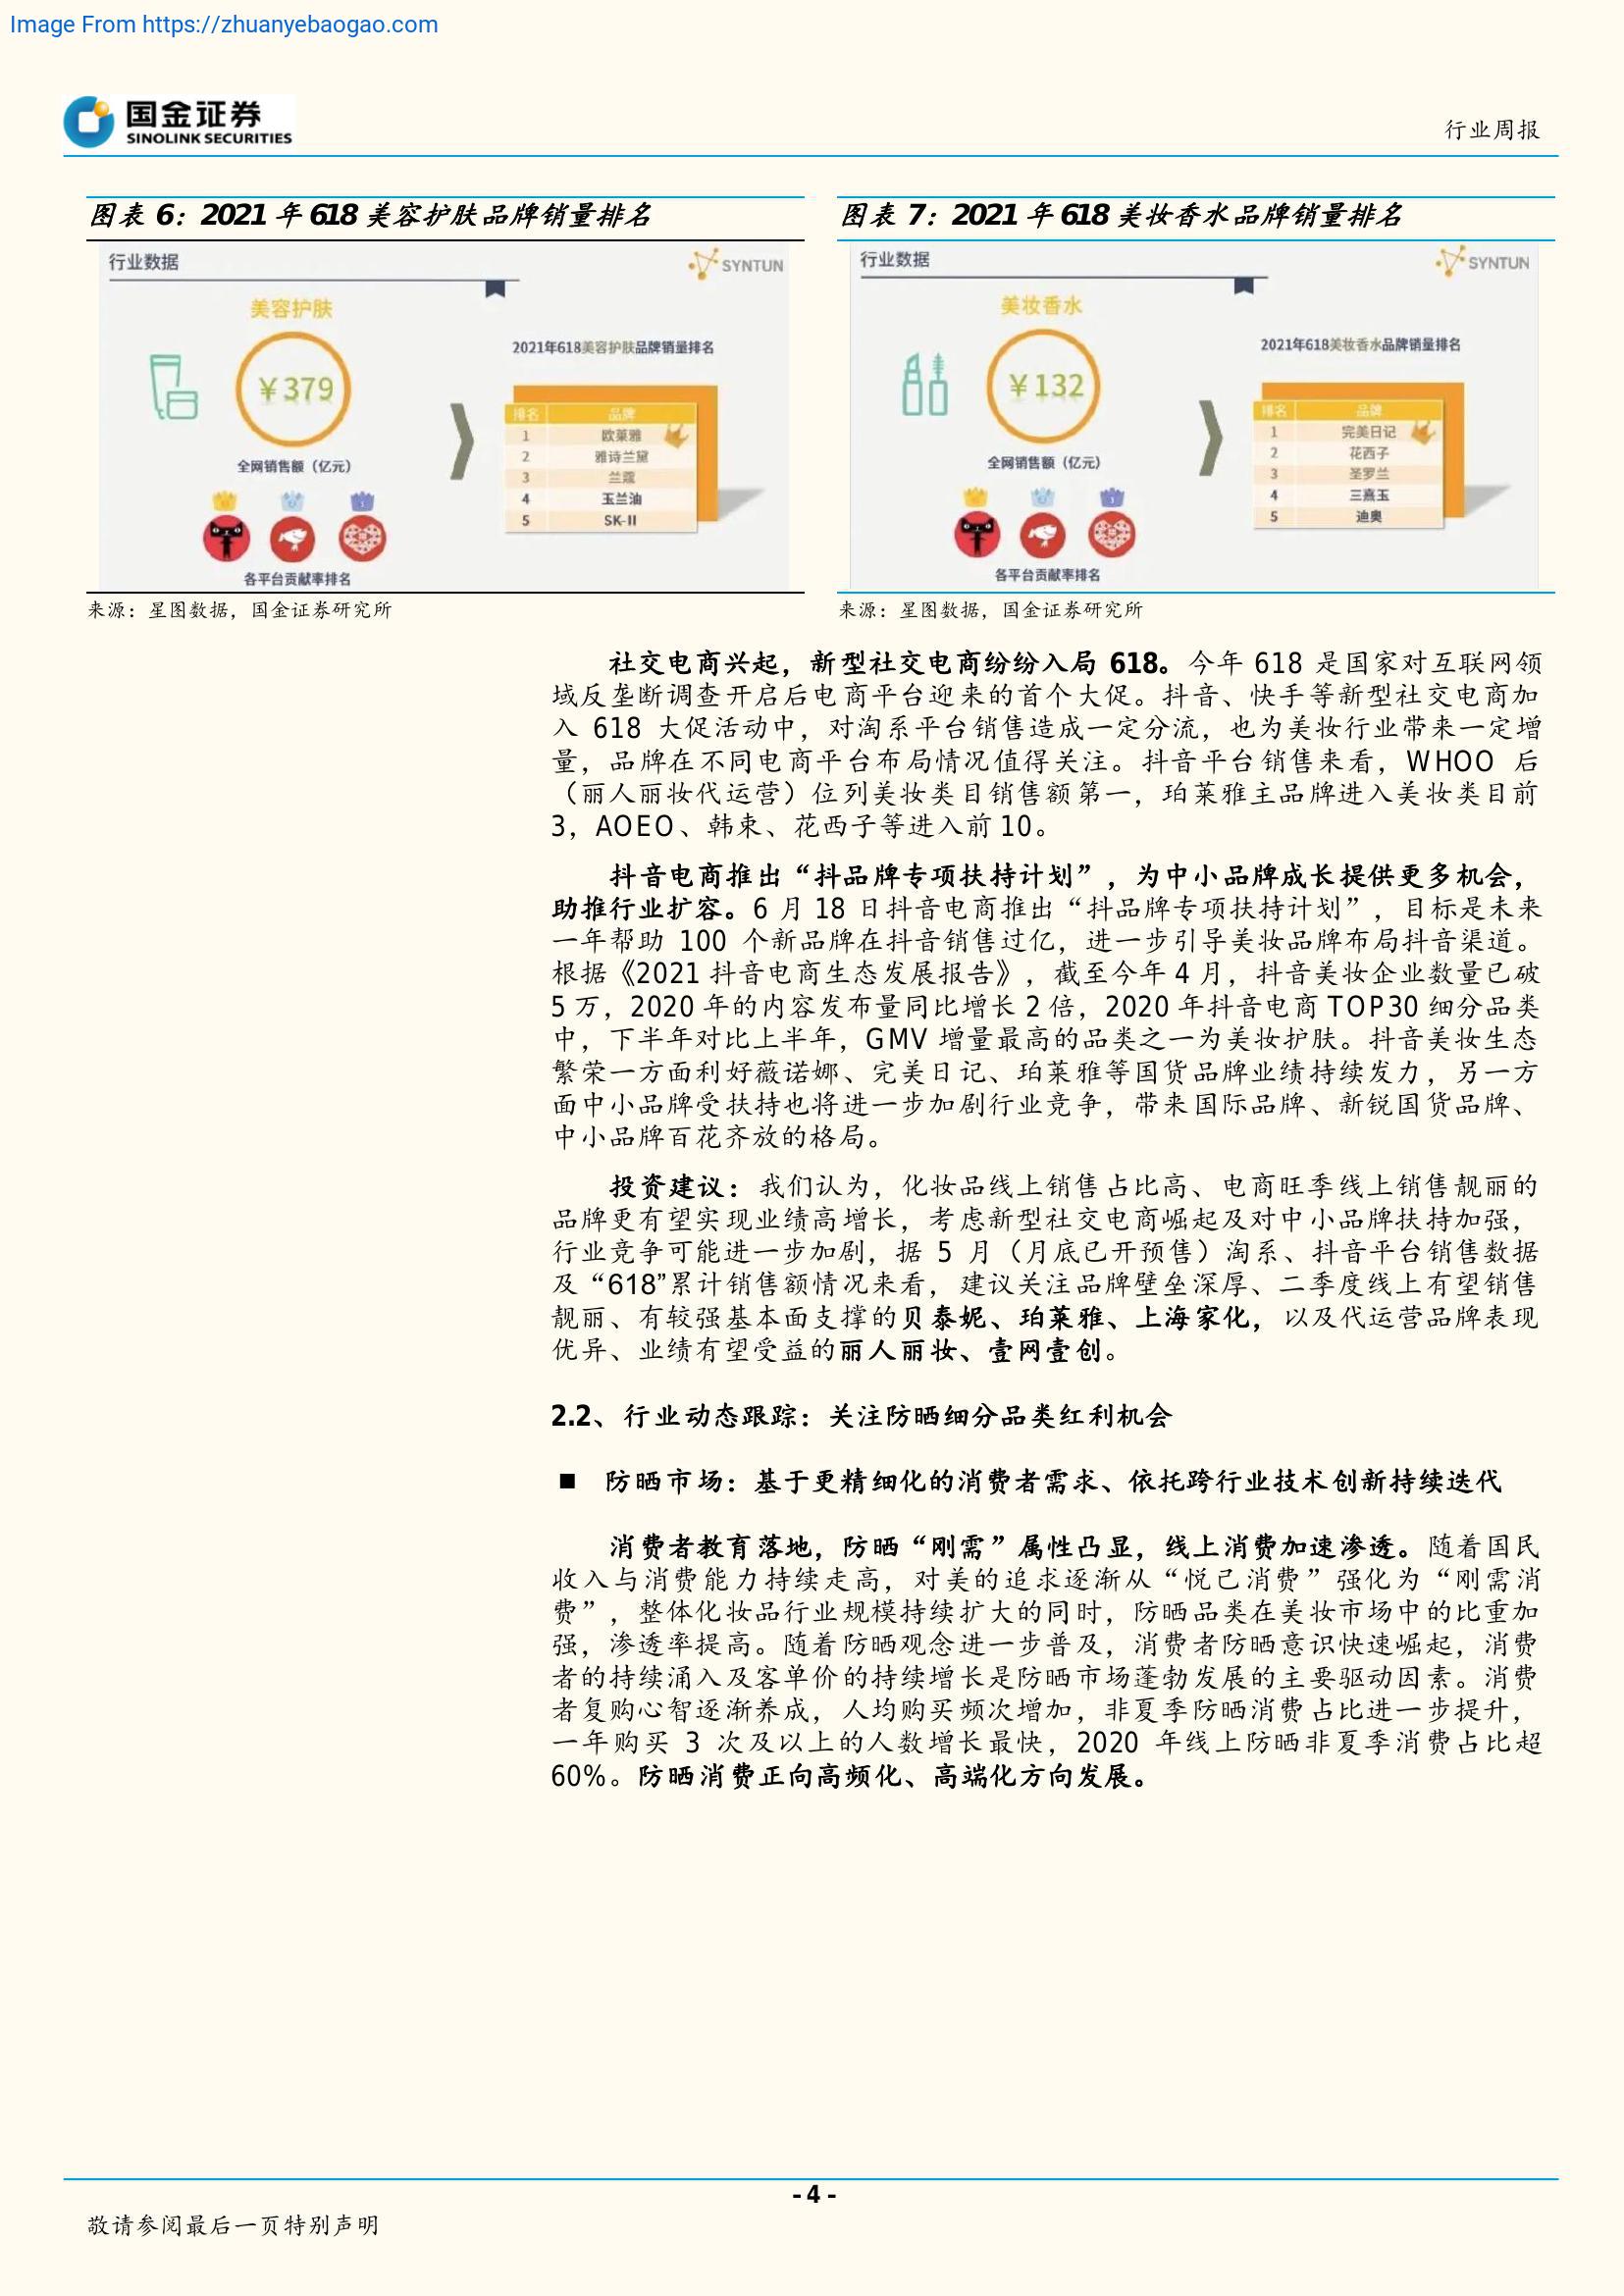 Image From https://zhuanyebaogao.com
国金证券
SINOLINK SECURITIES
行业周报
图表 6：2021 年 618 美容护肤品牌销量排名
行业数据
SYNTUN
美容护肤
¥379
全网销售额（亿元）
各平台贡献率排名
2021年618美容护肤品牌销量排名
排名 品牌
1 欧莱雅
2 雅诗兰黛
3 兰蔻
4 玉兰油
5 SK-II
来源：星图数据，国金证券研究所
图表 7：2021 年 618 美妆香水品牌销量排名
行业数据
SYNTUN
美妆香水
¥132
全网销售额（亿元）
各平台贡献率排名
2021年618美妆香水品牌销量排名
排名 品牌
1 完美日记
2 花西子
3 圣罗兰
4 三熹玉
5 迪奥
来源：星图数据，国金证券研究所
社交电商兴起，新型社交电商纷纷入局 618。今年 618 是国家对互联网领
域反垄断调查开启后电商平台迎来的首个大促。抖音、快手等新型社交电商加
入 618 大促活动中，对淘系平台销售造成一定分流，也为美妆行业带来一定增
量，品牌在不同电商平台布局情况值得关注。抖音平台销售来看，WHOO 后
（丽人丽妆代运营）位列美妆类目销售额第一，珀莱雅主品牌进入美妆类目前
3，AOEO、韩束、花西子等进入前 10。
抖音电商推出“抖品牌专项扶持计划”，为中小品牌成长提供更多机会，
助推行业扩容。6 月 18 日抖音电商推出“抖品牌专项扶持计划”，目标是未来
一年帮助 100 个新品牌在抖音销售过亿，进一步引导美妆品牌布局抖音渠道。
根据《2021 抖音电商生态发展报告》，截至今年 4 月，抖音美妆企业数量已破
5 万，2020 年的内容发布量同比增长 2 倍，2020 年抖音电商 TOP30 细分品类
中，下半年对比上半年，GMV 增量最高的品类之一为美妆护肤。抖音美妆生态
繁荣一方面利好薇诺娜、完美日记、珀莱雅等国货品牌业绩持续发力，另一方
面中小品牌受扶持也将进一步加剧行业竞争，带来国际品牌、新锐国货品牌、
中小品牌百花齐放的格局。
投资建议：我们认为，化妆品线上销售占比高、电商旺季线上销售靓丽的
品牌更有望实现业绩高增长，考虑新型社交电商崛起及对中小品牌扶持加强，
行业竞争可能进一步加剧，据 5 月（月底已开预售）淘系、抖音平台销售数据
及“618”累计销售额情况来看，建议关注品牌壁垒深厚、二季度线上有望销售
靓丽、有较强基本面支撑的贝泰妮、珀莱雅、上海家化，以及代运营品牌表现
优异、业绩有望受益的丽人丽妆、壹网壹创。
2.2、行业动态跟踪：关注防晒细分品类红利机会
■ 防晒市场：基于更精细化的消费者需求、依托跨行业技术创新持续迭代
消费者教育落地，防晒“刚需”属性凸显，线上消费加速渗透。随着国民
收入与消费能力持续走高，对美的追求逐渐从“悦己消费”强化为“刚需消
费”，整体化妆品行业规模持续扩大的同时，防晒品类在美妆市场中的比重加
强，渗透率提高。随着防晒观念进一步普及，消费者防晒意识快速崛起，消费
者的持续涌入及客单价的持续增长是防晒市场蓬勃发展的主要驱动因素。消费
者复购心智逐渐养成，人均购买频次增加，非夏季防晒消费占比进一步提升，
一年购买 3 次及以上的人数增长最快，2020 年线上防晒非夏季消费占比超
60%。防晒消费正向高频化、高端化方向发展。
- 4 -
敬请参阅最后一页特别声明